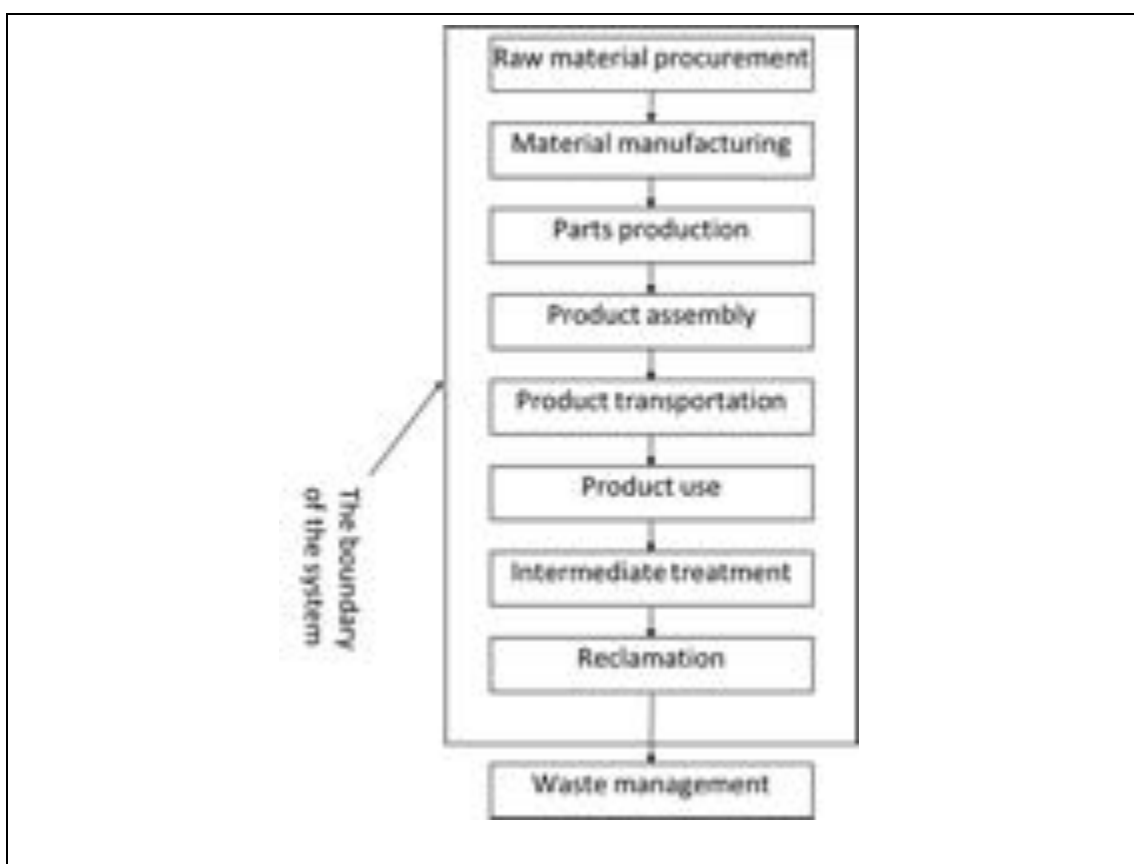 Raw material procurement
Material manufacturing
Parts production
Product assembly
Product transportation
Product use
Intermediate treatment
Reclamation
Waste management
The boundary
of the system